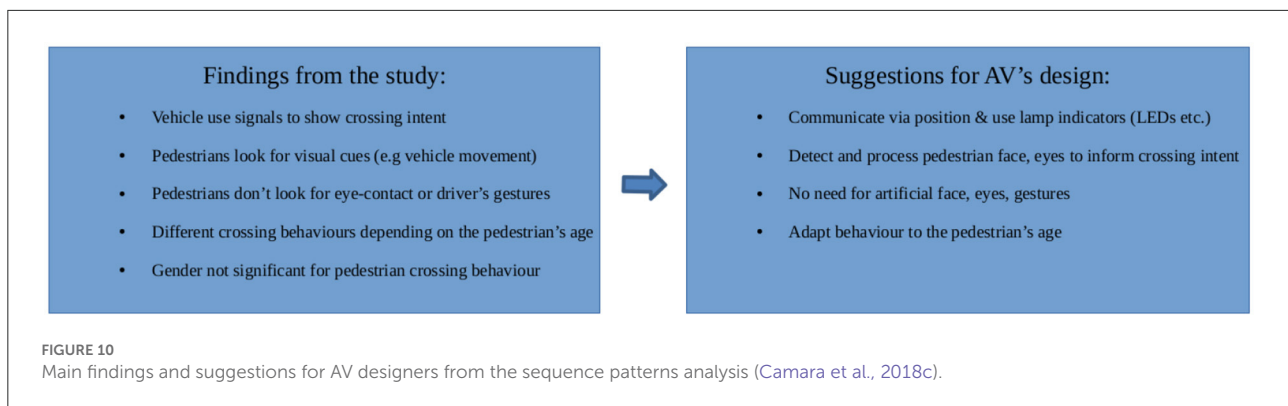 Findings from the study:
• Vehicle use signals to show crossing intent
• Pedestrians look for visual cues (e.g vehicle movement)
• Pedestrians don't look for eye-contact or driver's gestures
• Different crossing behaviours depending on the pedestrian's age
• Gender not significant for pedestrian crossing behaviour
Suggestions for AV's design:
• Communicate via position & use lamp indicators (LEDs etc.)
• Detect and process pedestrian face, eyes to inform crossing intent
• No need for artificial face, eyes, gestures
• Adapt behaviour to the pedestrian's age
FIGURE 10
Main findings and suggestions for AV designers from the sequence patterns analysis (Camara et al., 2018c).